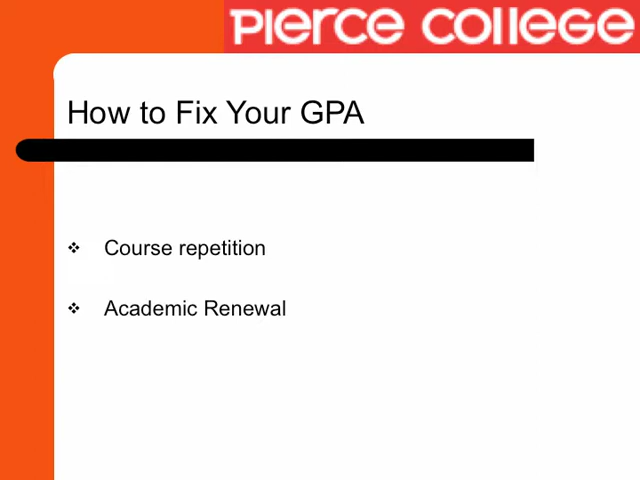 PIERCE COLLEGE
How to Fix Your GPA
Course repetition
Academic Renewal